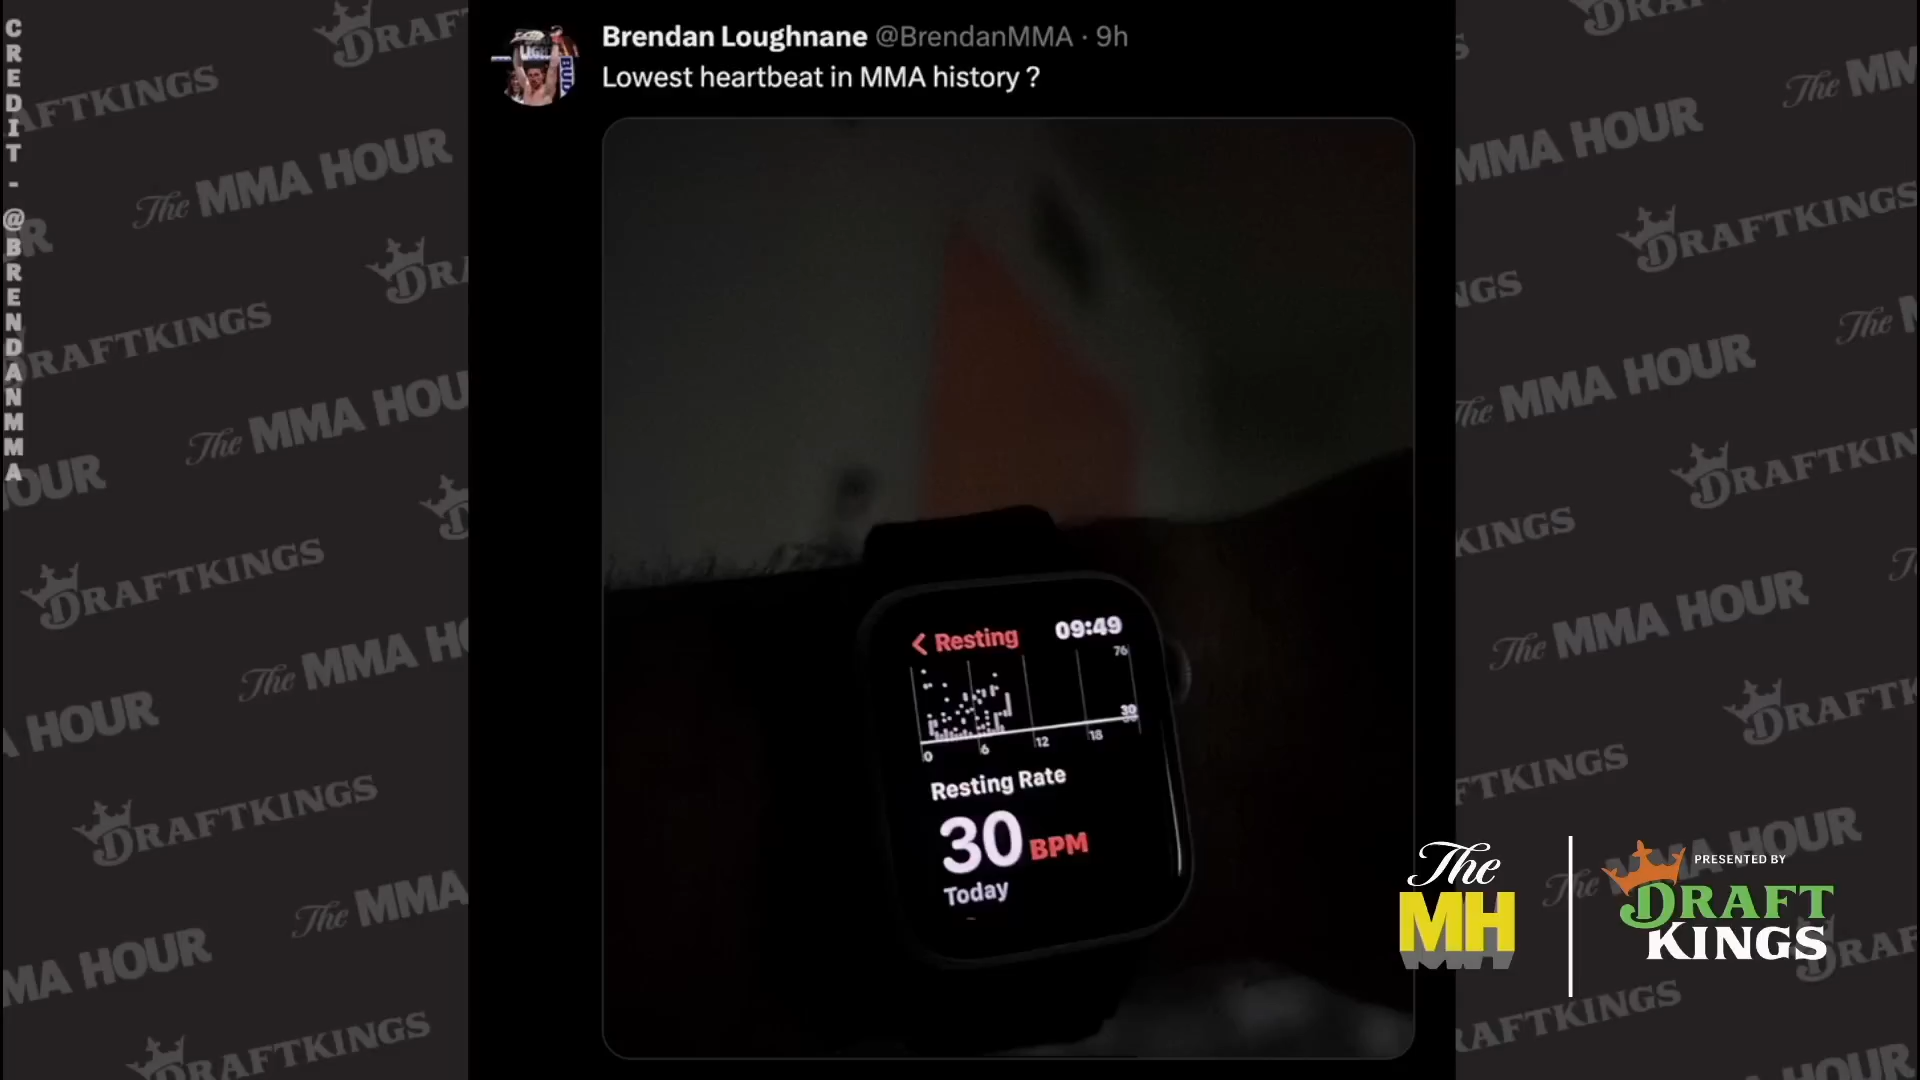 CREDIT - @BRENDANMMA
Brendan Loughnane @BrendanMMA · 9h
Lowest heartbeat in MMA history ?
< Resting 09:49
76
30
0 6 12 18
Resting Rate
30 BPM
Today
The MH
PRESENTED BY
DRAFT
KINGS
DRAFTKINGS
The MMA HOUR